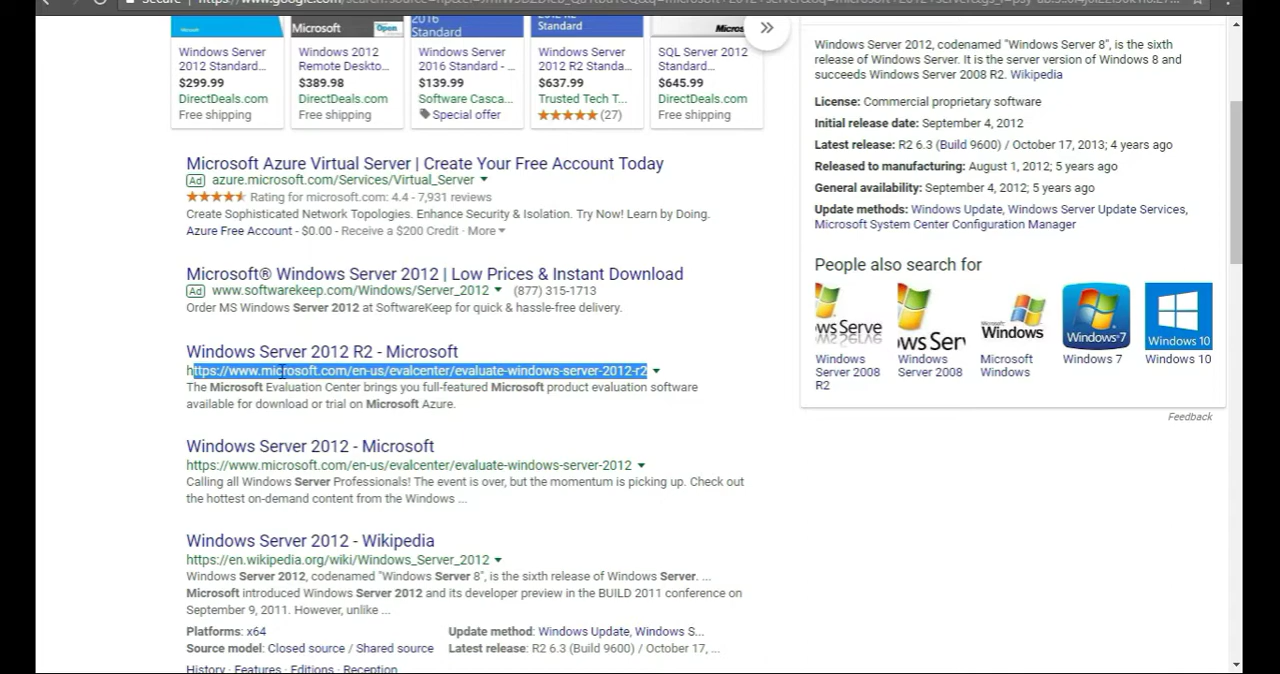 Secure
Microsoft
Open
2016
Standard
2012 R2
Standard
Micros
Windows Server
2012 Standard...
$299.99
DirectDeals.com
Free shipping
Windows 2012
Remote Deskto...
$389.98
DirectDeals.com
Free shipping
Windows Server
2016 Standard - ...
$139.99
Software Casca...
Special offer
Windows Server
2012 R2 Standa...
$637.99
Trusted Tech T...
(27)
SQL Server 2012
Standard...
$645.99
DirectDeals.com
Free shipping
Microsoft Azure Virtual Server | Create Your Free Account Today
Ad azure.microsoft.com/Services/Virtual_Server
Rating for microsoft.com: 4.4 - 7,931 reviews
Create Sophisticated Network Topologies. Enhance Security & Isolation. Try Now! Learn by Doing.
Azure Free Account - $0.00 - Receive a $200 Credit · More
Microsoft® Windows Server 2012 | Low Prices & Instant Download
Ad www.softwarekeep.com/Windows/Server_2012 (877) 315-1713
Order MS Windows Server 2012 at SoftwareKeep for quick & hassle-free delivery.
Windows Server 2012 R2 - Microsoft
https://www.microsoft.com/en-us/evalcenter/evaluate-windows-server-2012-r2
The Microsoft Evaluation Center brings you full-featured Microsoft product evaluation software
available for download or trial on Microsoft Azure.
Windows Server 2012 - Microsoft
https://www.microsoft.com/en-us/evalcenter/evaluate-windows-server-2012
Calling all Windows Server Professionals! The event is over, but the momentum is picking up. Check out
the hottest on-demand content from the Windows ...
Windows Server 2012 - Wikipedia
https://en.wikipedia.org/wiki/Windows_Server_2012
Windows Server 2012, codenamed "Windows Server 8", is the sixth release of Windows Server. ...
Microsoft introduced Windows Server 2012 and its developer preview in the BUILD 2011 conference on
September 9, 2011. However, unlike ...
Platforms: x64
Update method: Windows Update, Windows S...
Source model: Closed source / Shared source
Latest release: R2 6.3 (Build 9600) / October 17, ...
History · Features · Editions · Reception
Windows Server 2012, codenamed "Windows Server 8", is the sixth
release of Windows Server. It is the server version of Windows 8 and
succeeds Windows Server 2008 R2. Wikipedia
License: Commercial proprietary software
Initial release date: September 4, 2012
Latest release: R2 6.3 (Build 9600) / October 17, 2013; 4 years ago
Released to manufacturing: August 1, 2012; 5 years ago
General availability: September 4, 2012; 5 years ago
Update methods: Windows Update, Windows Server Update Services,
Microsoft System Center Configuration Manager
People also search for
ws Serve
ws Serv
Microsoft
Windows
Windows 7
Windows 10
Windows
Server 2008
R2
Windows
Server 2008
Microsoft
Windows
Windows 7
Windows 10
Feedback